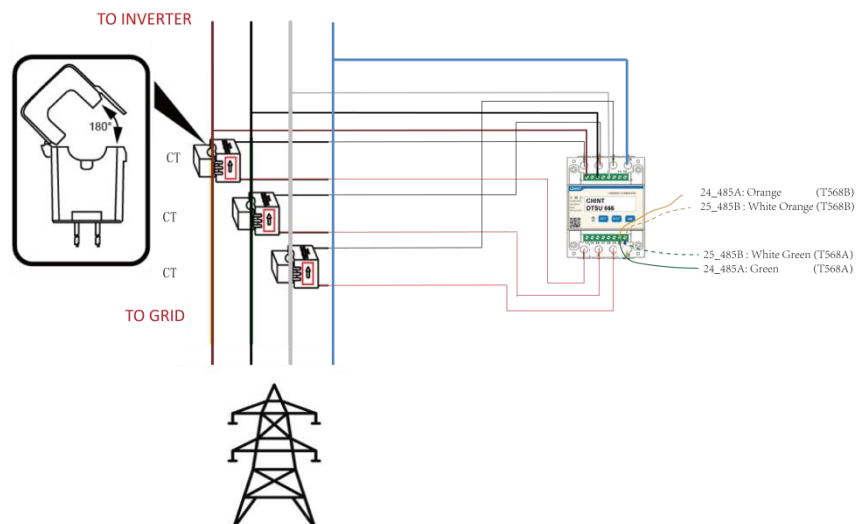 TO INVERTER
180°
CT
CHINT
DTSU 666
24_485A: Orange (T568B)
25_485B : White Orange (T568B)
CT
25_485B : White Green (T568A)
24_485A: Green (T568A)
CT
TO GRID